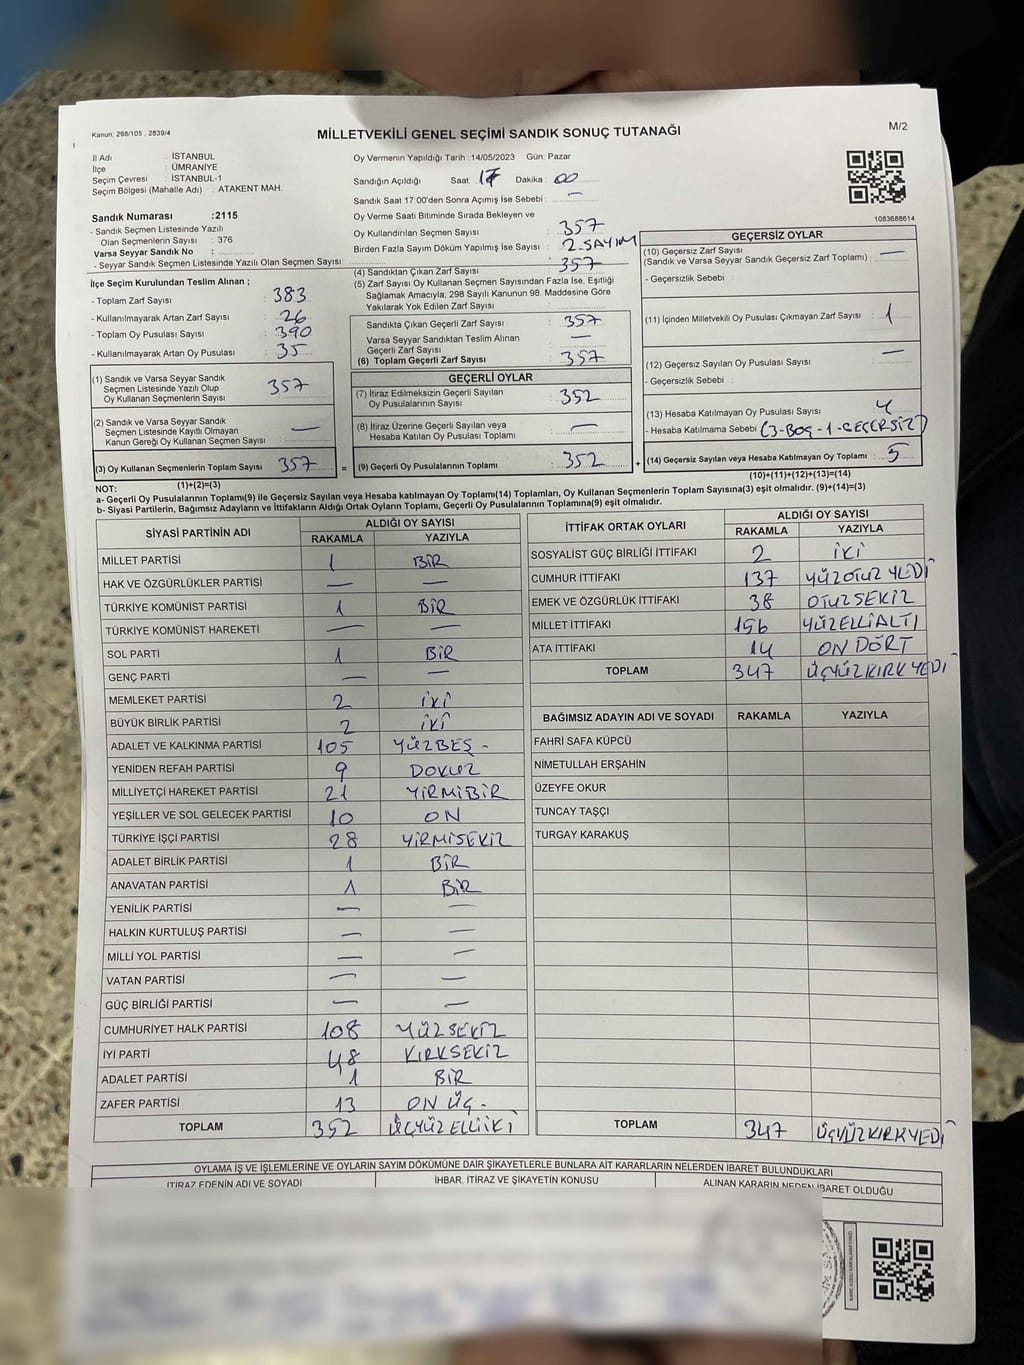 Kanun; 298/105 , 2839/4
MİLLETVEKİLİ GENEL SEÇİMİ SANDIK SONUÇ TUTANAĞI
M/2
İl Adı : İSTANBUL
İlçe : ÜMRANİYE
Seçim Çevresi : İSTANBUL-1
Seçim Bölgesi (Mahalle Adı) : ATAKENT MAH.
Sandık Numarası :2115
- Sandık Seçmen Listesinde Yazılı
Olan Seçmenlerin Sayısı : 376
Varsa Seyyar Sandık No :
- Seyyar Sandık Seçmen Listesinde Yazılı Olan Seçmen Sayısı:
Oy Vermenin Yapıldığı Tarih :14/05/2023 Gün: Pazar
Sandığın Açıldığı Saat: 17 Dakika : 00
Sandık Saat 17:00'den Sonra Açımış İse Sebebi : —
Oy Verme Saati Bitiminde Sırada Bekleyen ve
Oy Kullandırılan Seçmen Sayısı : 357
Birden Fazla Sayım Döküm Yapılmış İse Sayısı : 2.SAYIM
1083688614
İlçe Seçim Kurulundan Teslim Alınan ;
- Toplam Zarf Sayısı : 383
- Kullanılmayarak Artan Zarf Sayısı : 26
- Toplam Oy Pusulası Sayısı : 390
- Kullanılmayarak Artan Oy Pusulası : 35
(1) Sandık ve Varsa Seyyar Sandık
Seçmen Listesinde Yazılı Olup
Oy Kullanan Seçmenlerin Sayısı : 357
(2) Sandık ve Varsa Seyyar Sandık
Seçmen Listesinde Kayıtlı Olmayan
Kanun Gereği Oy Kullanan Seçmen Sayısı : —
(3) Oy Kullanan Seçmenlerin Toplam Sayısı : 357 =
(1)+(2)=(3)
(4) Sandıktan Çıkan Zarf Sayısı : 357
(5) Zarf Sayısı Oy Kullanan Seçmen Sayısından Fazla İse, Eşitliği
Sağlamak Amacıyla, 298 Sayılı Kanunun 98. Maddesine Göre
Yakılarak Yok Edilen Zarf Sayısı :
Sandıkta Çıkan Geçerli Zarf Sayısı : 357
Varsa Seyyar Sandıktan Teslim Alınan
Geçerli Zarf Sayısı : —
(6) Toplam Geçerli Zarf Sayısı : 357
GEÇERLİ OYLAR
(7) İtiraz Edilmeksizin Geçerli Sayılan
Oy Pusulalarının Sayısı : 352
(8) İtiraz Üzerine Geçerli Sayılan veya
Hesaba Katılan Oy Pusulası Toplamı : —
(9) Geçerli Oy Pusulalarının Toplamı : 352 +
GEÇERSİZ OYLAR
(10) Geçersiz Zarf Sayısı
(Sandık ve Varsa Seyyar Sandık Geçersiz Zarf Toplamı) : —
- Geçersizlik Sebebi :
(11) İçinden Milletvekili Oy Pusulası Çıkmayan Zarf Sayısı : 1
(12) Geçersiz Sayılan Oy Pusulası Sayısı : —
- Geçersizlik Sebebi :
(13) Hesaba Katılmayan Oy Pusulası Sayısı : 4
- Hesaba Katılmama Sebebi : (3-BOŞ-1-GEÇERSİZ)
(14) Geçersiz Sayılan veya Hesaba Katılmayan Oy Toplamı : 5
(10)+(11)+(12)+(13)=(14)
NOT:
a- Geçerli Oy Pusulalarının Toplamı(9) ile Geçersiz Sayılan veya Hesaba katılmayan Oy Toplamı(14) Toplamları, Oy Kullanan Seçmenlerin Toplam Sayısına(3) eşit olmalıdır. (9)+(14)=(3)
b- Siyasi Partilerin, Bağımsız Adayların ve İttifakların Aldığı Ortak Oyların Toplamı, Geçerli Oy Pusulalarının Toplamına(9) eşit olmalıdır.
SİYASİ PARTİNİN ADI ALDIĞI OY SAYISI
RAKAMLA YAZIYLA
MİLLET PARTİSİ 1 BİR
HAK VE ÖZGÜRLÜKLER PARTİSİ — —
TÜRKİYE KOMÜNİST PARTİSİ 1 BİR
TÜRKİYE KOMÜNİST HAREKETİ — —
SOL PARTİ 1 BİR
GENÇ PARTİ — —
MEMLEKET PARTİSİ 2 İKİ
BÜYÜK BİRLİK PARTİSİ 2 İKİ
ADALET VE KALKINMA PARTİSİ 105 YÜZBEŞ -
YENİDEN REFAH PARTİSİ 9 DOKUZ
MİLLİYETÇİ HAREKET PARTİSİ 21 YİRMİBİR
YEŞİLLER VE SOL GELECEK PARTİSİ 10 ON
TÜRKİYE İŞÇİ PARTİSİ 28 YİRMİSEKİZ
ADALET BİRLİK PARTİSİ 1 BİR
ANAVATAN PARTİSİ 1 BİR
YENİLİK PARTİSİ — —
HALKIN KURTULUŞ PARTİSİ — —
MİLLİ YOL PARTİSİ — —
VATAN PARTİSİ — —
GÜÇ BİRLİĞİ PARTİSİ — —
CUMHURİYET HALK PARTİSİ 108 YÜZSEKİZ
İYİ PARTİ 48 KIRKSEKİZ
ADALET PARTİSİ 1 BİR
ZAFER PARTİSİ 13 ON ÜÇ -
TOPLAM 352 ÜÇYÜZELLİİKİ
İTTİFAK ORTAK OYLARI ALDIĞI OY SAYISI
RAKAMLA YAZIYLA
SOSYALİST GÜÇ BİRLİĞİ İTTİFAKI 2 İKİ
CUMHUR İTTİFAKI 137 YÜZOTUZ YEDİ
EMEK VE ÖZGÜRLÜK İTTİFAKI 38 OTUZSEKİZ
MİLLET İTTİFAKI 156 YÜZELLİALTI
ATA İTTİFAKI 14 ON DÖRT
TOPLAM 347 ÜÇYÜZKIRKYEDİ
BAĞIMSIZ ADAYIN ADI VE SOYADI RAKAMLA YAZIYLA
FAHRİ SAFA KÜPCÜ
NİMETULLAH ERŞAHİN
ÜZEYFE OKUR
TUNCAY TAŞÇI
TURGAY KARAKUŞ
TOPLAM 347 ÜÇYÜZKIRKYEDİ
OYLAMA İŞ VE İŞLEMLERİNE VE OYLARIN SAYIM DÖKÜMÜNE DAİR ŞİKAYETLERLE BUNLARA AİT KARARLARIN NELERDEN İBARET BULUNDUKLARI
İTİRAZ EDENİN ADI VE SOYADI İHBAR, İTİRAZ VE ŞİKAYETİN KONUSU ALINAN KARARIN NEDEN İBARET OLDUĞU